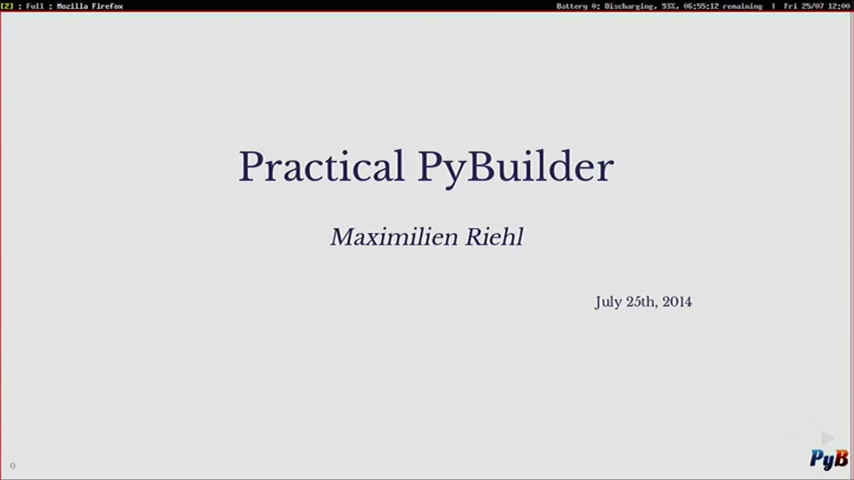 [2] : Full : Mozilla Firefox
Battery 0: Discharging, 93%, 06:55:12 remaining | Fri 25/07 12:00
Practical PyBuilder
Maximilien Riehl
July 25th, 2014
0
PyB